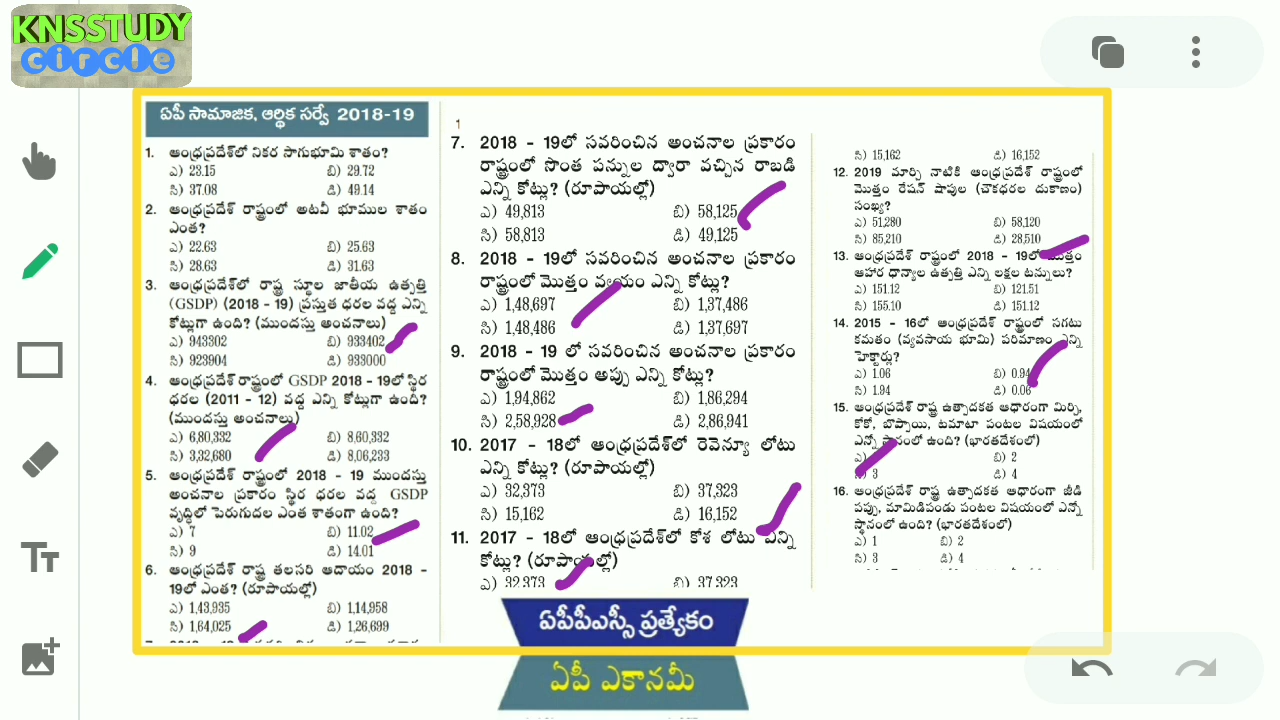 KNSSTUDY
circle
ఏపీ సామాజిక, ఆర్థిక సర్వే 2018-19
1. ఆంధ్రప్రదేశ్‌లో నికర సాగుభూమి శాతం?
ఎ) 23.15 బి) 29.72
సి) 37.08 డి) 49.14
2. ఆంధ్రప్రదేశ్ రాష్ట్రంలో అటవీ భూముల శాతం
ఎంత?
ఎ) 22.63 బి) 25.63
సి) 28.63 డి) 31.63
3. ఆంధ్రప్రదేశ్‌లో రాష్ట్ర స్థూల జాతీయ ఉత్పత్తి
(GSDP) (2018 - 19) ప్రస్తుత ధరల వద్ద ఎన్ని
కోట్లుగా ఉంది? (ముందస్తు అంచనాలు)
ఎ) 943302 బి) 933402
సి) 923904 డి) 933000
4. ఆంధ్రప్రదేశ్ రాష్ట్రంలో GSDP 2018 - 19లో స్థిర
ధరల (2011 - 12) వద్ద ఎన్ని కోట్లుగా ఉంది?
(ముందస్తు అంచనాలు)
ఎ) 6,80,332 బి) 8,60,332
సి) 3,32,680 డి) 8,06,233
5. ఆంధ్రప్రదేశ్ రాష్ట్రంలో 2018 - 19 ముందస్తు
అంచనాల ప్రకారం స్థిర ధరల వద్ద GSDP
వృద్ధిలో పెరుగుదల ఎంత శాతంగా ఉంది?
ఎ) 7 బి) 11.02
సి) 9 డి) 14.01
6. ఆంధ్రప్రదేశ్ రాష్ట్ర తలసరి ఆదాయం 2018 -
19లో ఎంత? (రూపాయల్లో)
ఎ) 1,43,935 బి) 1,14,958
సి) 1,64,025 డి) 1,26,699
1
7. 2018 - 19లో సవరించిన అంచనాల ప్రకారం
రాష్ట్రంలో సొంత పన్నుల ద్వారా వచ్చిన రాబడి
ఎన్ని కోట్లు? (రూపాయల్లో)
ఎ) 49,813 బి) 58,125
సి) 58,813 డి) 49,125
8. 2018 - 19లో సవరించిన అంచనాల ప్రకారం
రాష్ట్రంలో మొత్తం వ్యయం ఎన్ని కోట్లు?
ఎ) 1,48,697 బి) 1,37,486
సి) 1,48,486 డి) 1,37,697
9. 2018 - 19 లో సవరించిన అంచనాల ప్రకారం
రాష్ట్రంలో మొత్తం అప్పు ఎన్ని కోట్లు?
ఎ) 1,94,862 బి) 1,86,294
సి) 2,58,928 డి) 2,86,941
10. 2017 - 18లో ఆంధ్రప్రదేశ్‌లో రెవెన్యూ లోటు
ఎన్ని కోట్లు? (రూపాయల్లో)
ఎ) 32,373 బి) 37,323
సి) 15,162 డి) 16,152
11. 2017 - 18లో ఆంధ్రప్రదేశ్‌లో కోశ లోటు ఎన్ని
కోట్లు? (రూపాయల్లో)
ఎ) 32,373 బి) 37,323
సి) 15,162 డి) 16,152
12. 2019 మార్చి నాటికి ఆంధ్రప్రదేశ్ రాష్ట్రంలో
మొత్తం రేషన్ షాపుల (చౌకధరల దుకాణం)
సంఖ్య?
ఎ) 51,280 బి) 58,120
సి) 85,210 డి) 28,510
13. ఆంధ్రప్రదేశ్ రాష్ట్రంలో 2018 - 19లో మొత్తం
ఆహార ధాన్యాల ఉత్పత్తి ఎన్ని లక్షల టన్నులు?
ఎ) 151.12 బి) 121.51
సి) 155.10 డి) 151.12
14. 2015 - 16లో ఆంధ్రప్రదేశ్ రాష్ట్రంలో సగటు
కమతం (వ్యవసాయ భూమి) పరిమాణం ఎన్ని
హెక్టార్లు?
ఎ) 1.06 బి) 0.94
సి) 1.94 డి) 0.06
15. ఆంధ్రప్రదేశ్ రాష్ట్ర ఉత్పాదకత ఆధారంగా మిర్చి,
కోకో, బొప్పాయి, టమాటా పంటల విషయంలో
ఎన్నో స్థానంలో ఉంది? (భారతదేశంలో)
ఎ) బి) 2
సి) 3 డి) 4
16. ఆంధ్రప్రదేశ్ రాష్ట్ర ఉత్పాదకత ఆధారంగా జీడి
పప్పు, మామిడిపండు పంటల విషయంలో ఎన్నో
స్థానంలో ఉంది? (భారతదేశంలో)
ఎ) 1 బి) 2
సి) 3 డి) 4
ఏపీపీఎస్సీ ప్రత్యేకం
ఏపీ ఎకానమీ
Tт